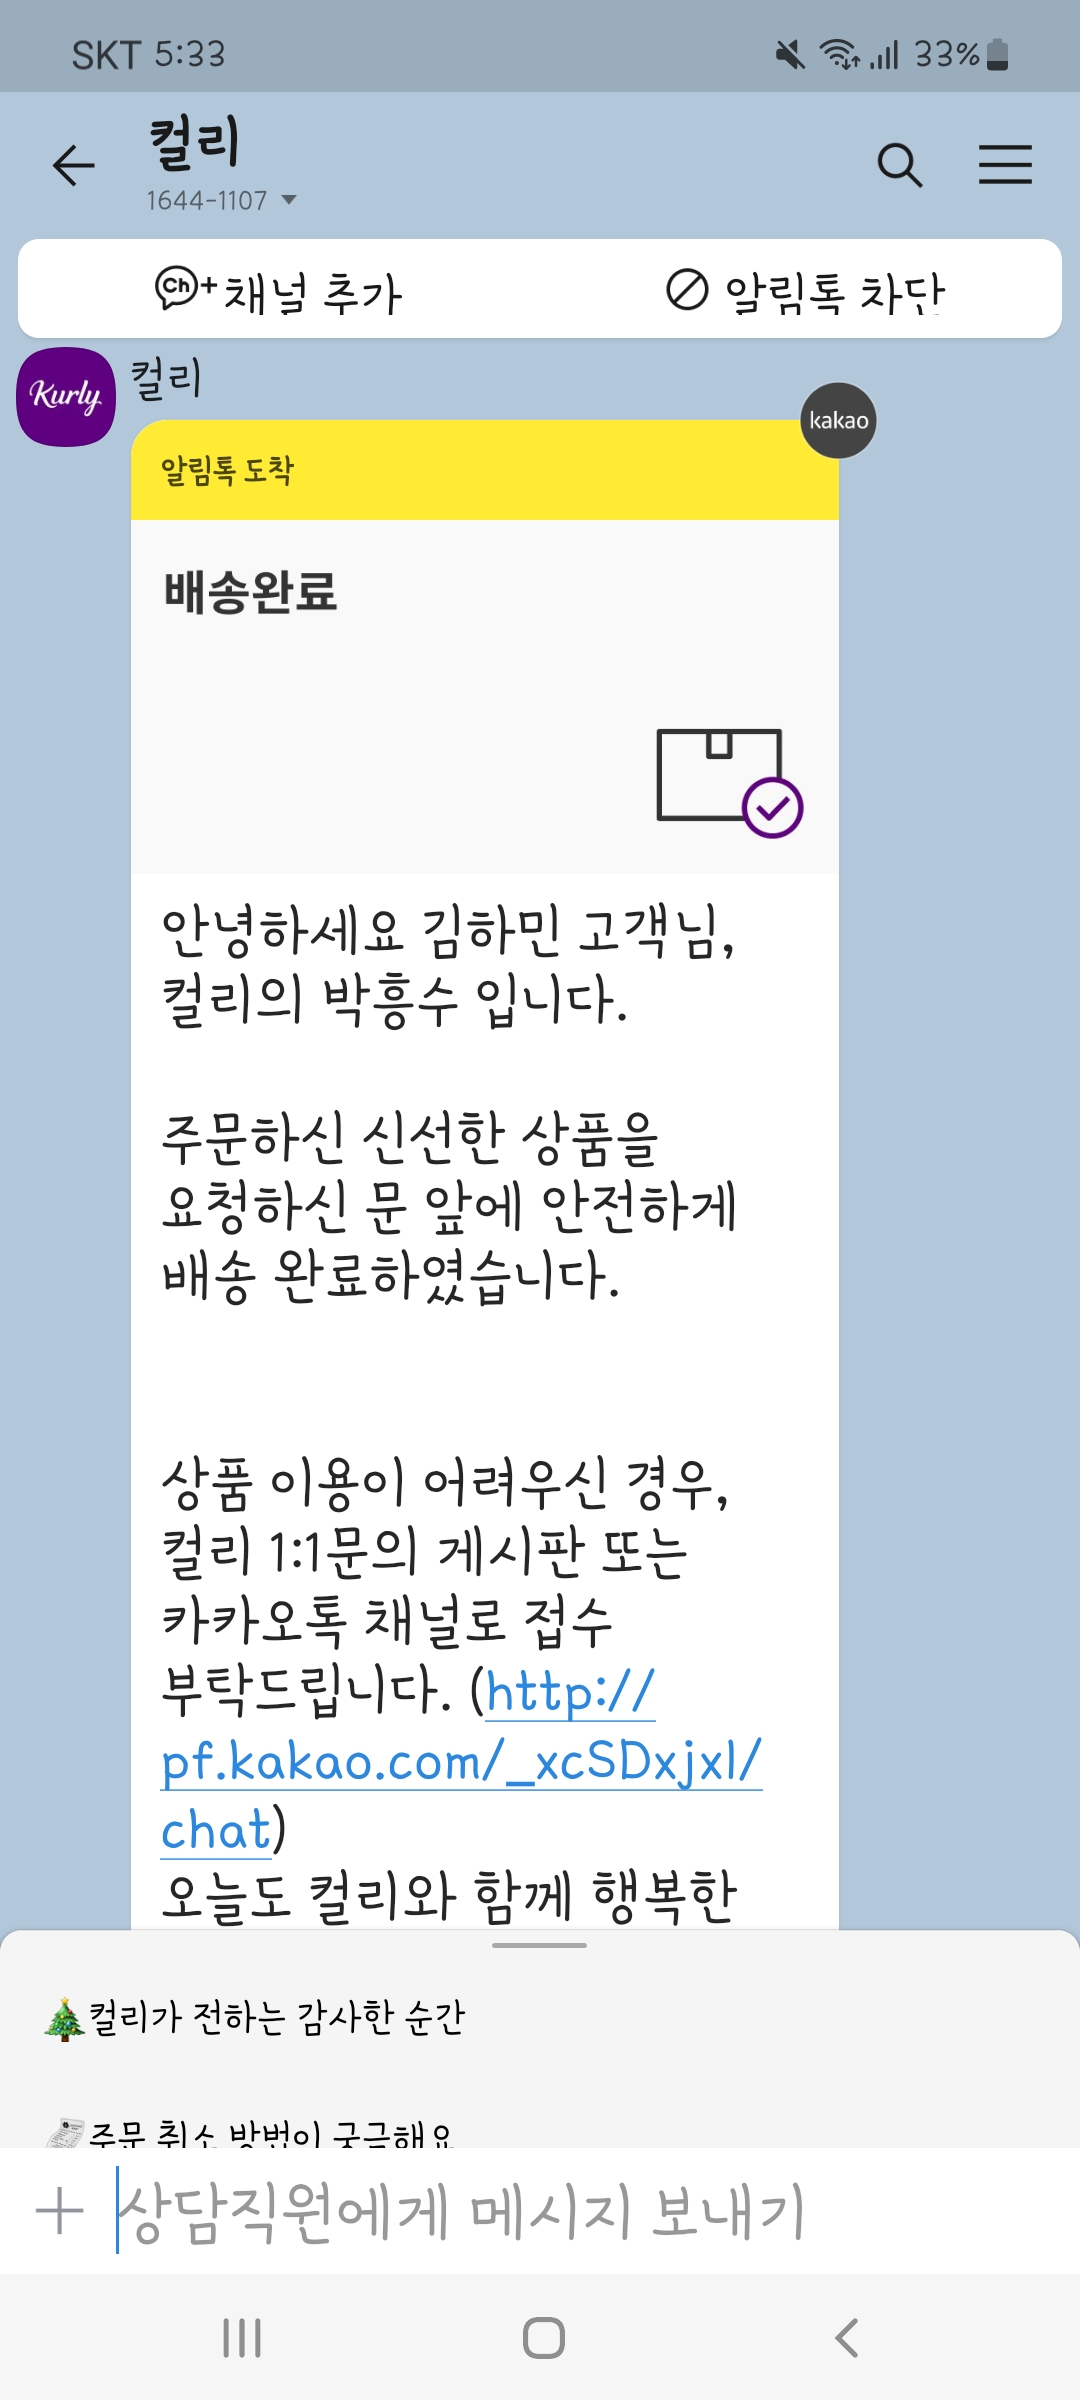 SKT 5:33
33%
컬리
1644-1107
Ch+ 채널 추가
알림톡 차단
Kurly
컬리
kakao
알림톡 도착
배송완료
안녕하세요 김하민 고객님,
컬리의 박흥수 입니다.
주문하신 신선한 상품을
요청하신 문 앞에 안전하게
배송 완료하였습니다.
상품 이용이 어려우신 경우,
컬리 1:1문의 게시판 또는
카카오톡 채널로 접수
부탁드립니다. (http://
pf.kakao.com/_xcSDxjxl/
chat)
오늘도 컬리와 함께 행복한
컬리가 전하는 감사한 순간
주문 취소 방법이 궁금해요
상담직원에게 메시지 보내기